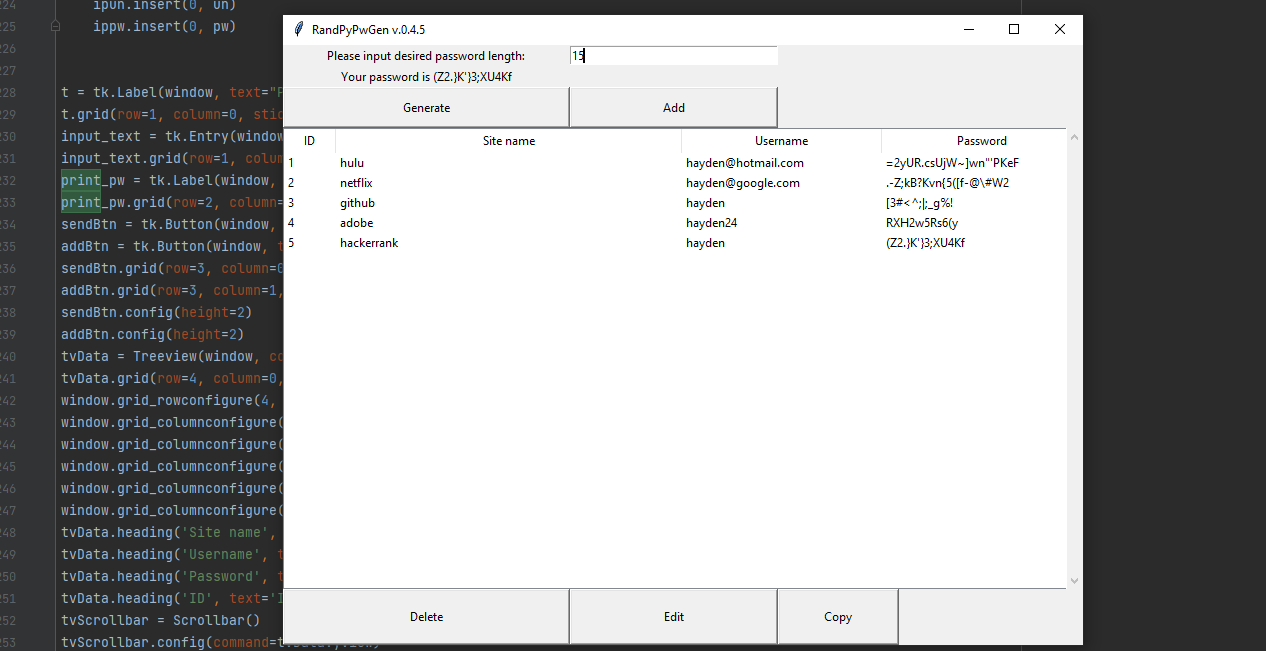 224 ipun.insert(0, un)
225 ippw.insert(0, pw)
226
227
228 t = tk.Label(window, text="P
229 t.grid(row=1, column=0, stic
230 input_text = tk.Entry(window
231 input_text.grid(row=1, colum
232 print_pw = tk.Label(window,
233 print_pw.grid(row=2, column=
234 sendBtn = tk.Button(window,
235 addBtn = tk.Button(window, t
236 sendBtn.grid(row=3, column=0
237 addBtn.grid(row=3, column=1,
238 sendBtn.config(height=2)
239 addBtn.config(height=2)
240 tvData = Treeview(window, co
241 tvData.grid(row=4, column=0,
242 window.grid_rowconfigure(4,
243 window.grid_columnconfigure(
244 window.grid_columnconfigure(
245 window.grid_columnconfigure(
246 window.grid_columnconfigure(
247 window.grid_columnconfigure(
248 tvData.heading('Site name',
249 tvData.heading('Username', t
250 tvData.heading('Password', t
251 tvData.heading('ID', text='I
252 tvScrollbar = Scrollbar()
253 tvScrollbar.config(command=t
RandPyPwGen v.0.4.5
Please input desired password length: 15
Your password is (Z2.}K'}3;XU4Kf
Generate Add
ID Site name Username Password
1 hulu hayden@hotmail.com =2yUR.csUjW~]wn"'PKeF
2 netflix hayden@google.com .-Z;kB?Kvn{5([f-@\#W2
3 github hayden [3#<^;|;_g%!
4 adobe hayden24 RXH2w5Rs6(y
5 hackerrank hayden (Z2.}K'}3;XU4Kf
Delete Edit Copy